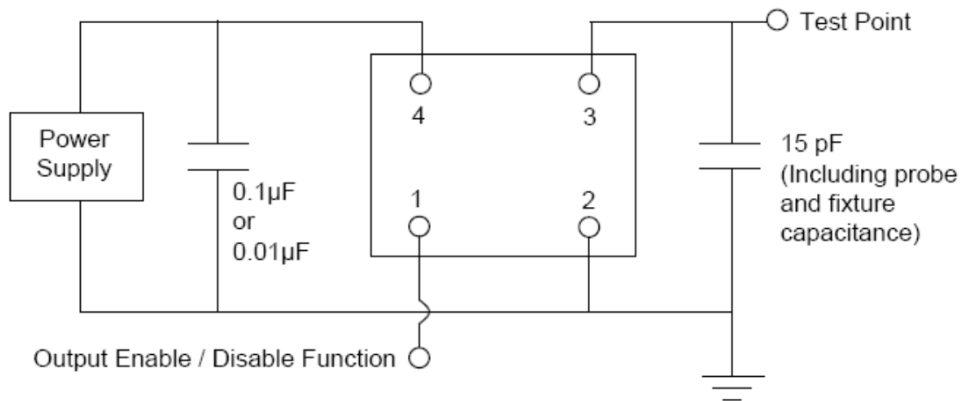 Test Point
4
3
Power
Supply
15 pF
(Including probe
and fixture
capacitance)
0.1µF
or
0.01µF
1
2
Output Enable / Disable Function